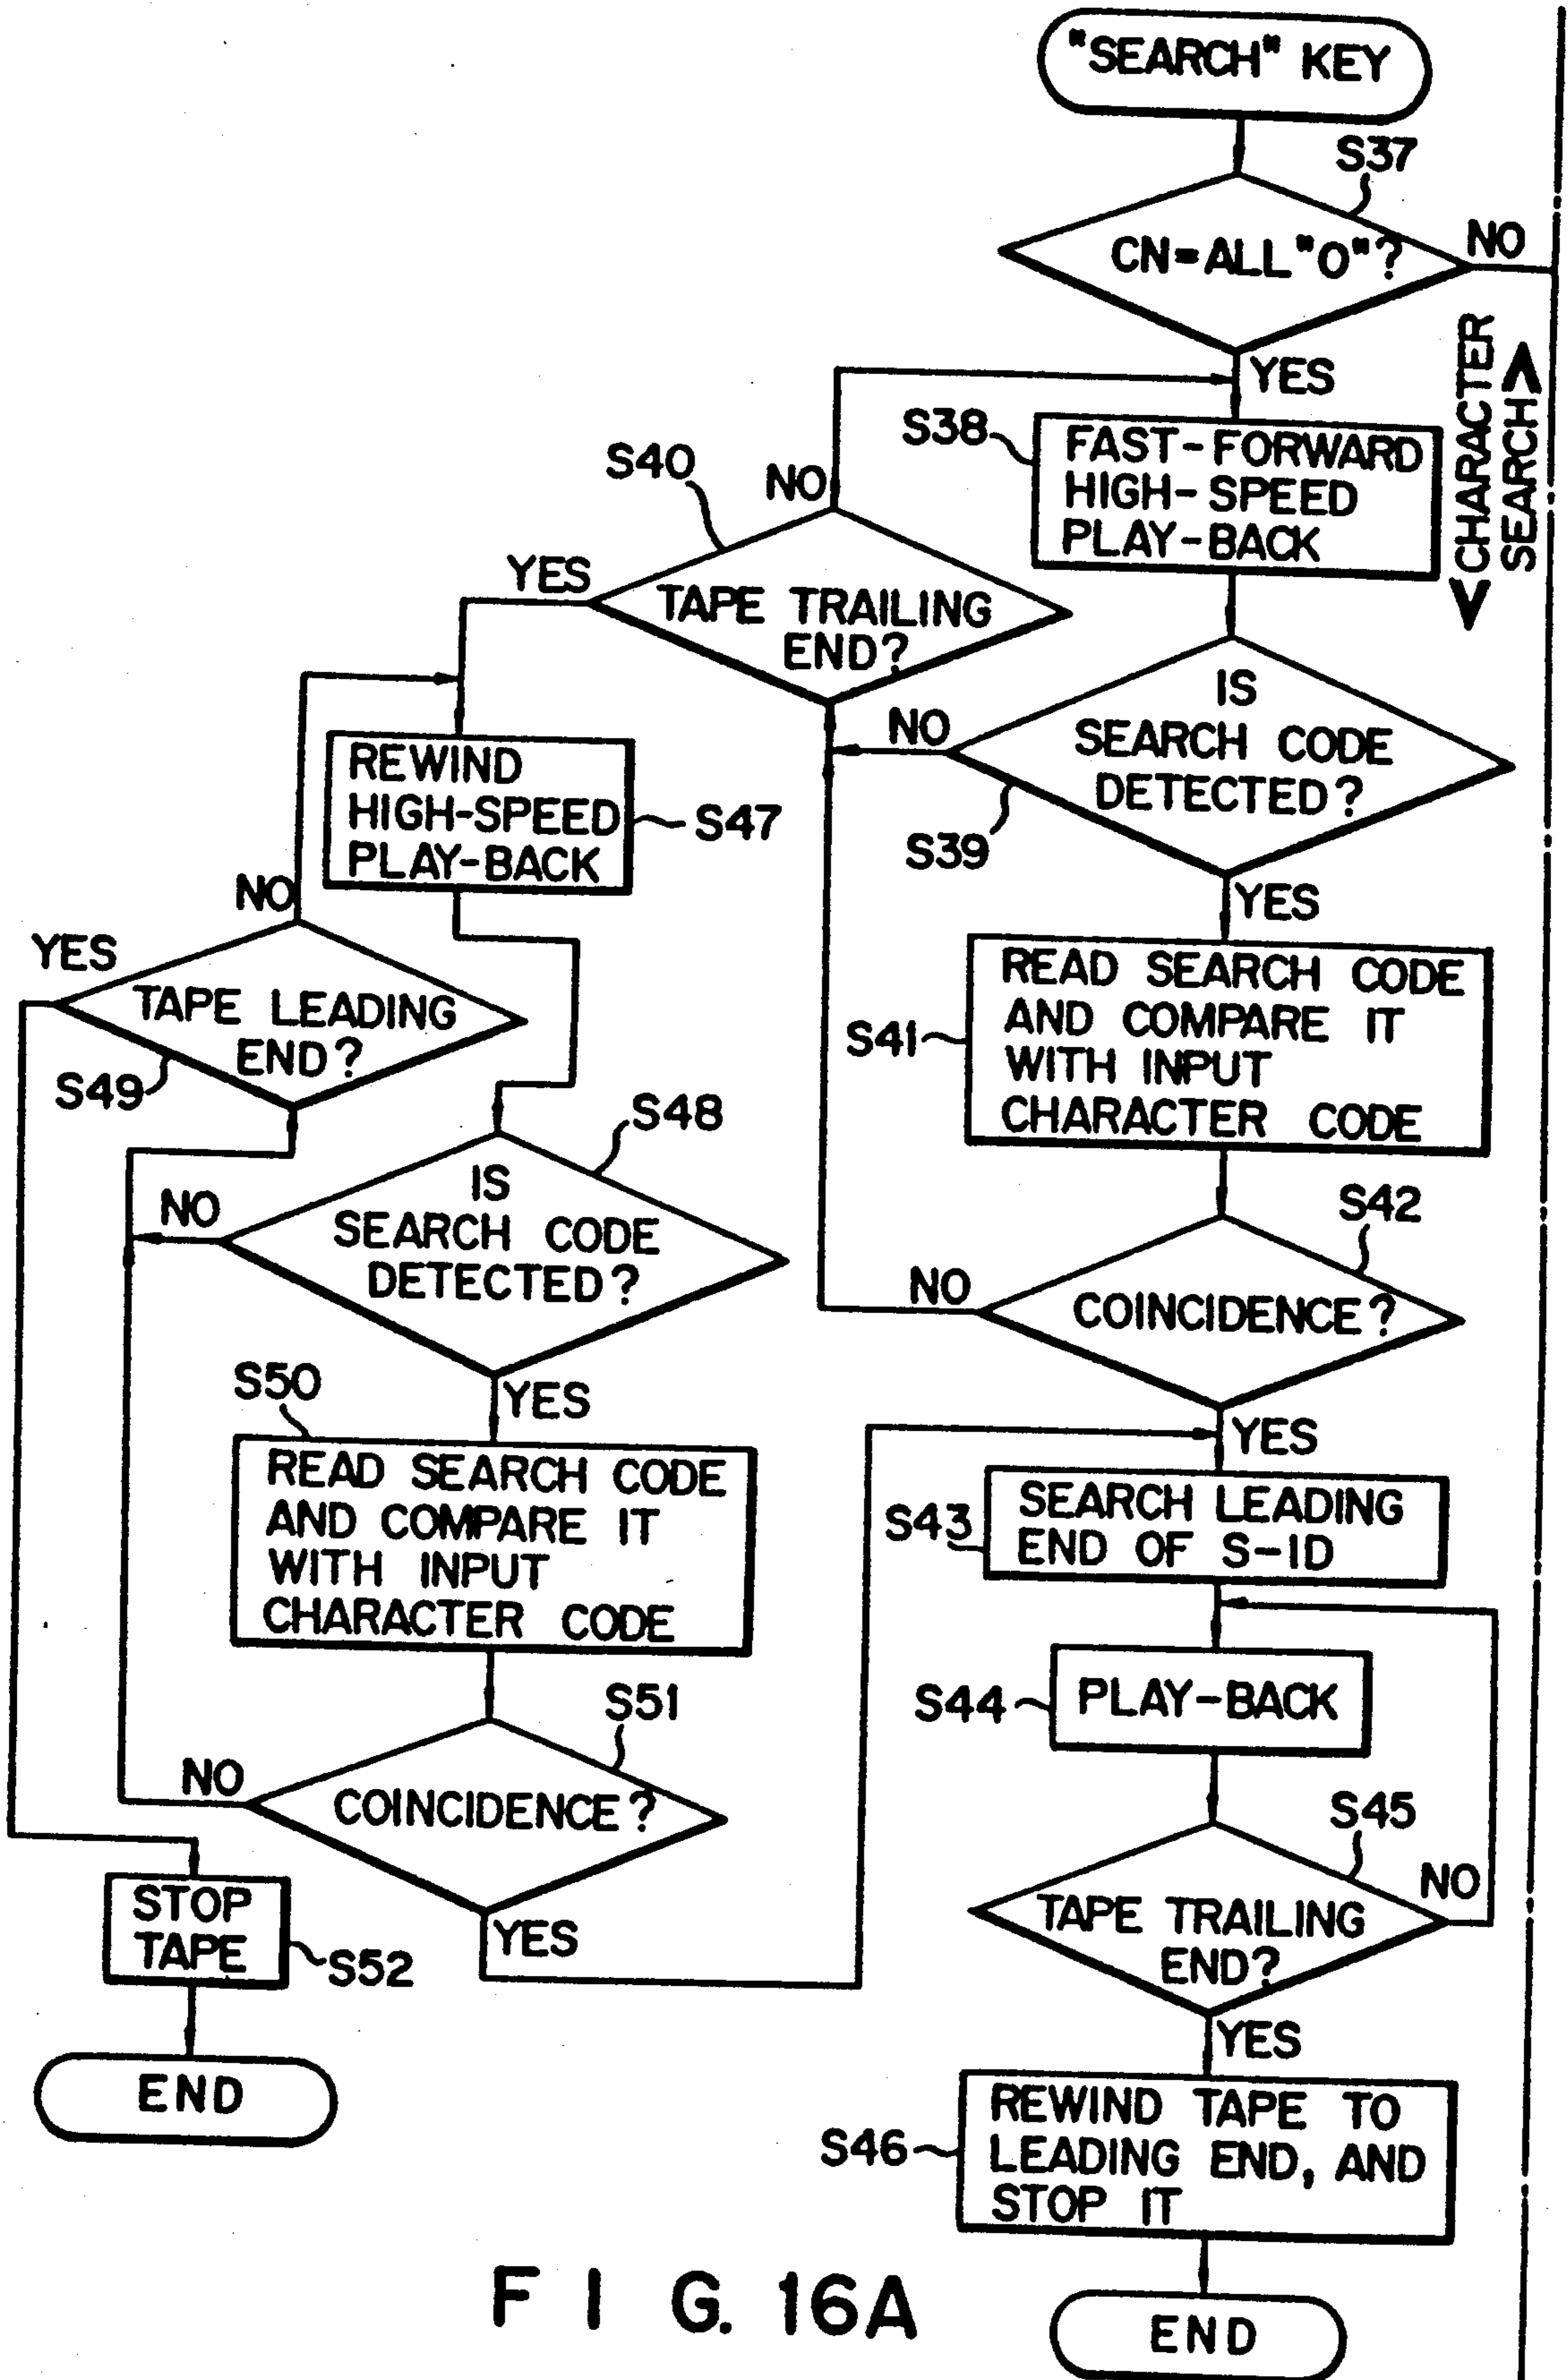 "SEARCH" KEY
S37
CN=ALL "0"?
NO
YES
<CHARACTER
SEARCH>
S38
FAST-FORWARD
HIGH-SPEED
PLAY-BACK
S40
NO
YES
TAPE TRAILING
END?
IS
SEARCH CODE
DETECTED?
NO
S39
YES
REWIND
HIGH-SPEED
PLAY-BACK
S47
NO
YES
TAPE LEADING
END?
S49
READ SEARCH CODE
AND COMPARE IT
WITH INPUT
CHARACTER CODE
S41
S48
IS
SEARCH CODE
DETECTED?
NO
YES
S42
COINCIDENCE?
NO
YES
S50
READ SEARCH CODE
AND COMPARE IT
WITH INPUT
CHARACTER CODE
S43
SEARCH LEADING
END OF S-ID
S44
PLAY-BACK
S51
COINCIDENCE?
NO
YES
S45
TAPE TRAILING
END?
NO
YES
STOP
TAPE
S52
END
S46
REWIND TAPE TO
LEADING END, AND
STOP IT
END
FIG. 16A